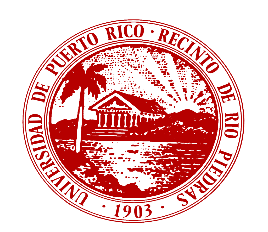 UNIVERSIDAD DE PUERTO RICO · RECINTO DE RIO PIEDRAS
· 1903 ·